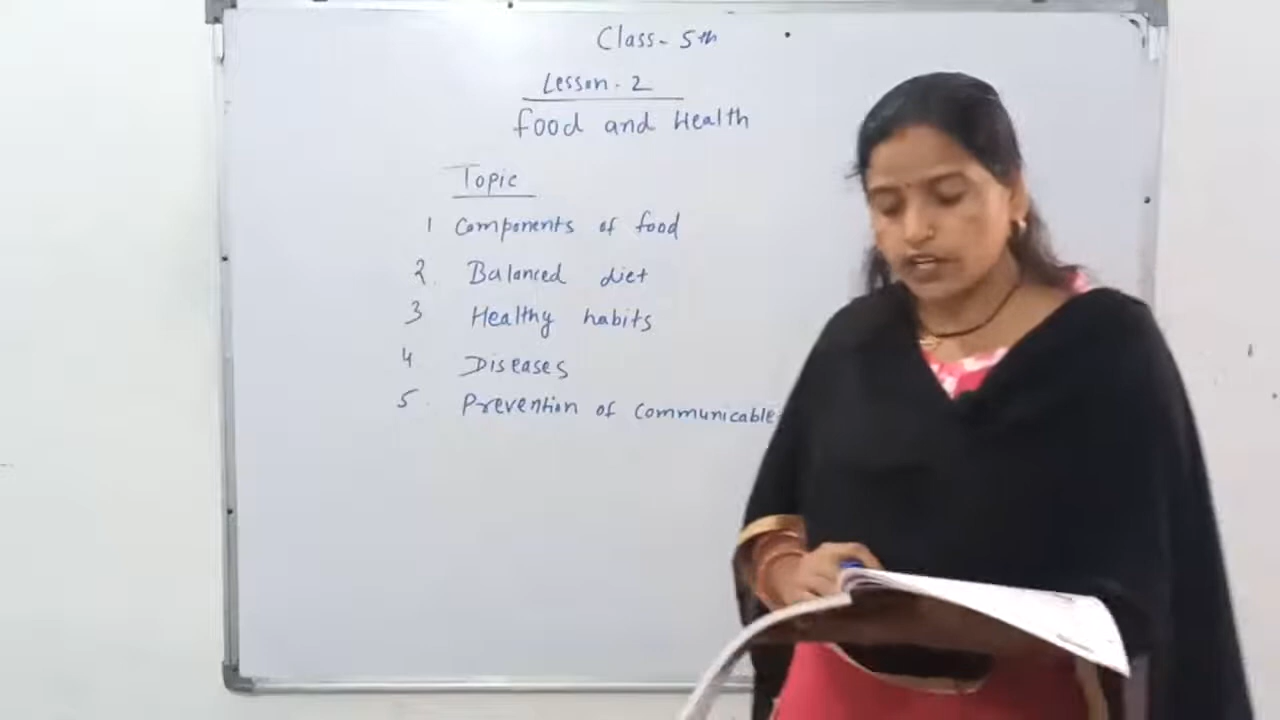 Class- 5th
Lesson- 2
food and Health
Topic
1 Components of food
2. Balanced diet
3 Healthy habits
4 Diseases
5. Prevention of communicable